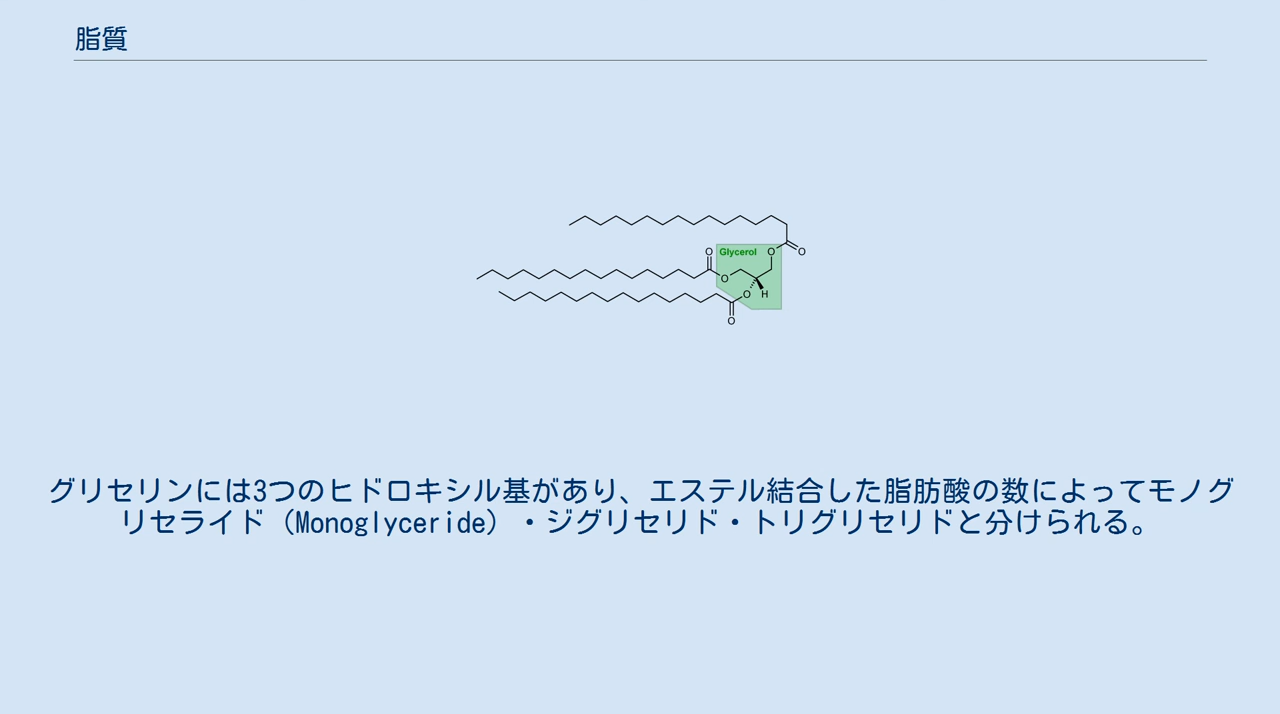 脂質
O
O
Glycerol
O
O
O
H
O
O
グリセリンには3つのヒドロキシル基があり、エステル結合した脂肪酸の数によってモノグ
リセライド（Monoglyceride）・ジグリセリド・トリグリセリドと分けられる。